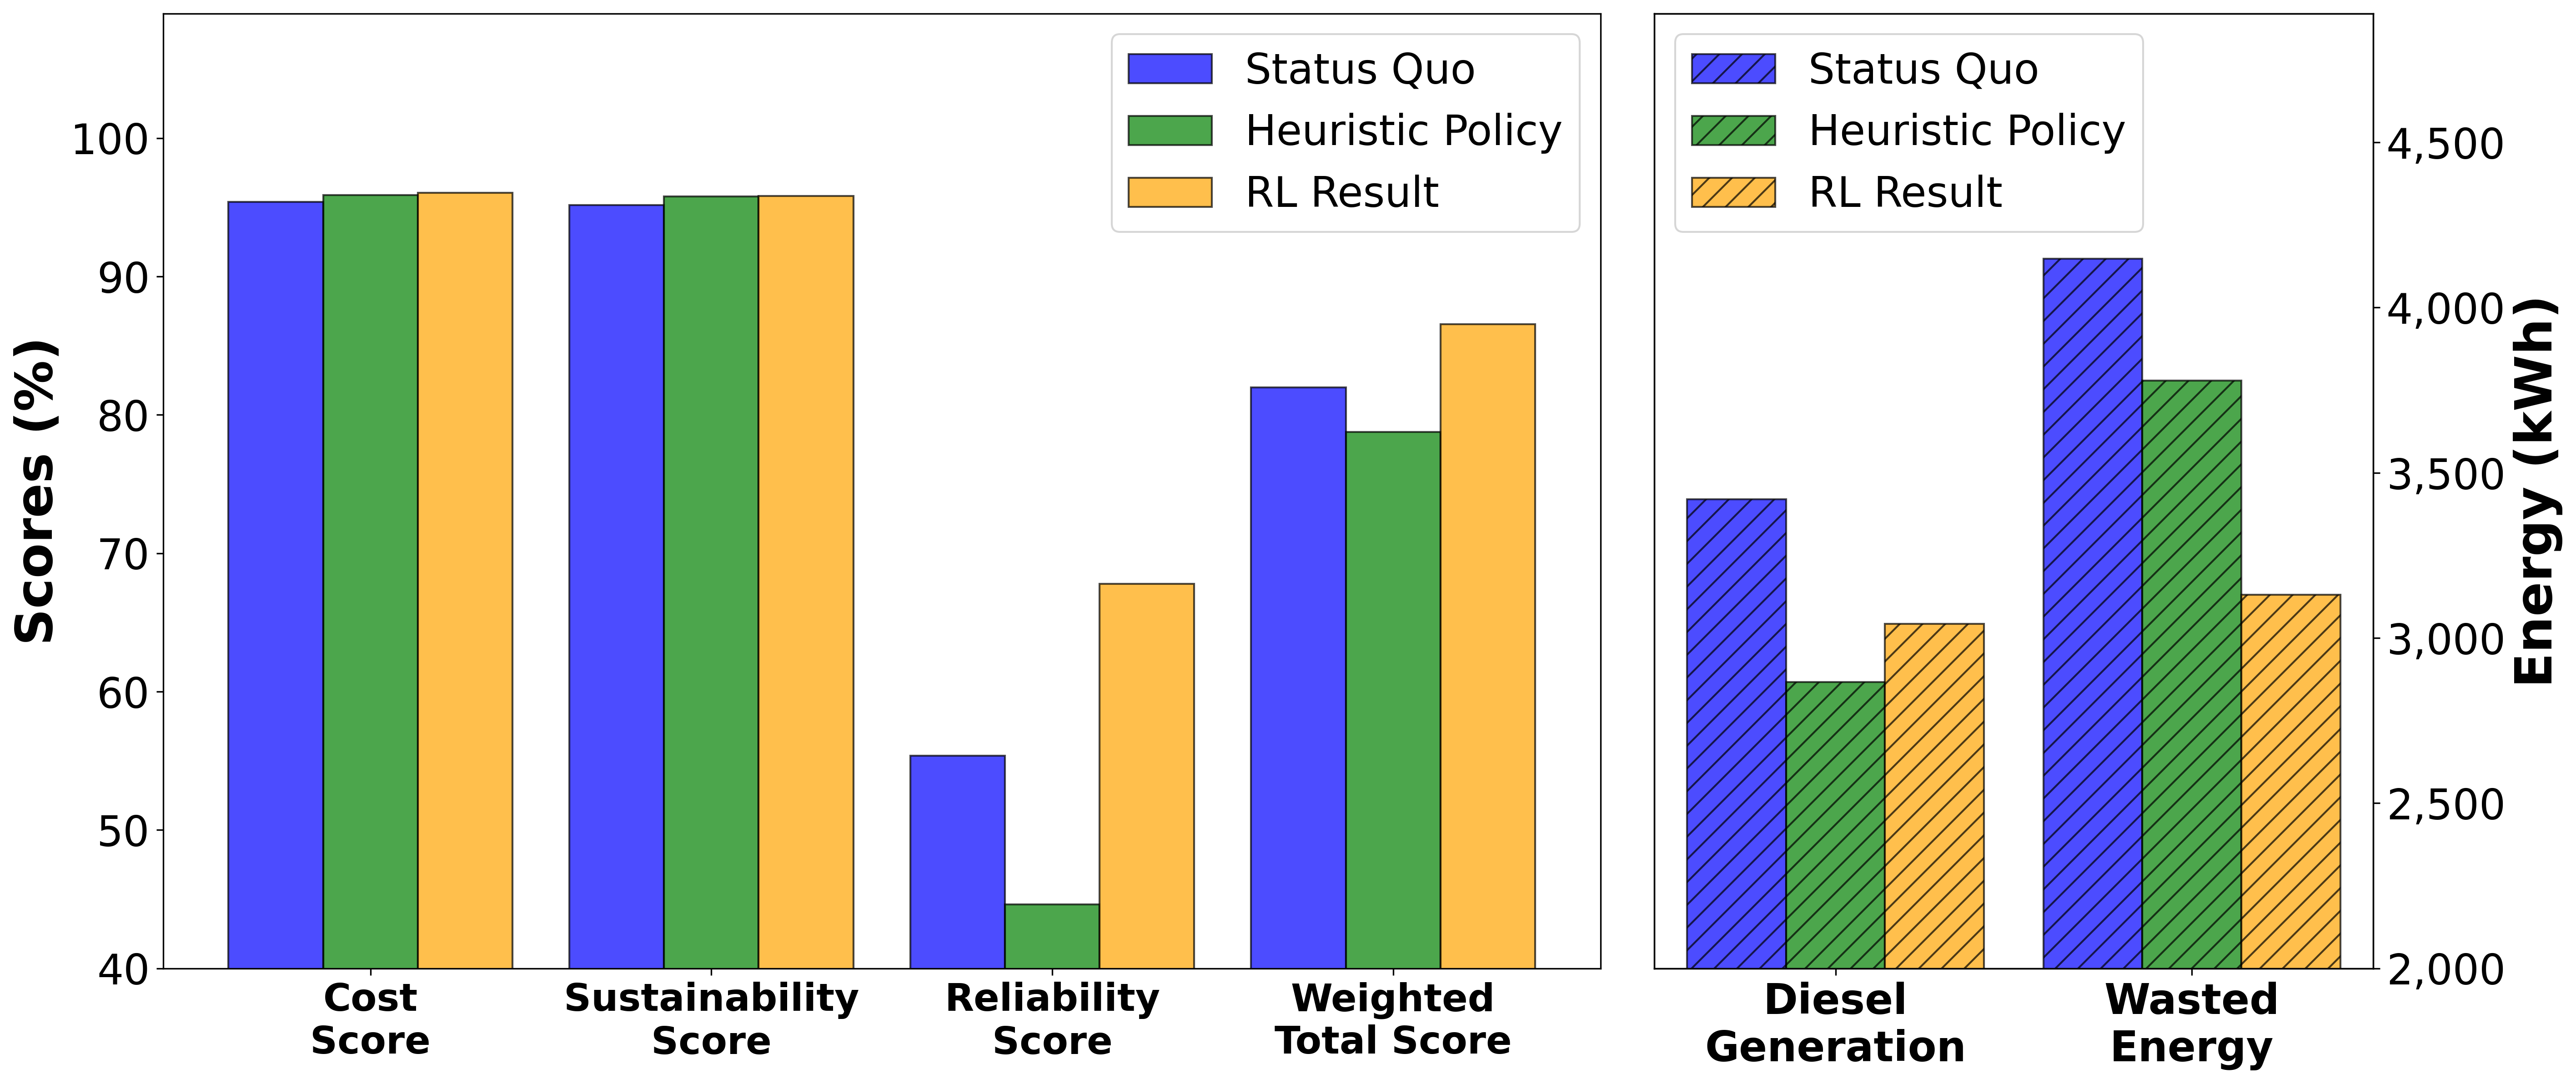 Scores (%)
100
90
80
70
60
50
40
Status Quo
Heuristic Policy
RL Result
Cost
Score
Sustainability
Score
Reliability
Score
Weighted
Total Score
Status Quo
Heuristic Policy
RL Result
Diesel
Generation
Wasted
Energy
4,500
4,000
3,500
3,000
2,500
2,000
Energy (kWh)